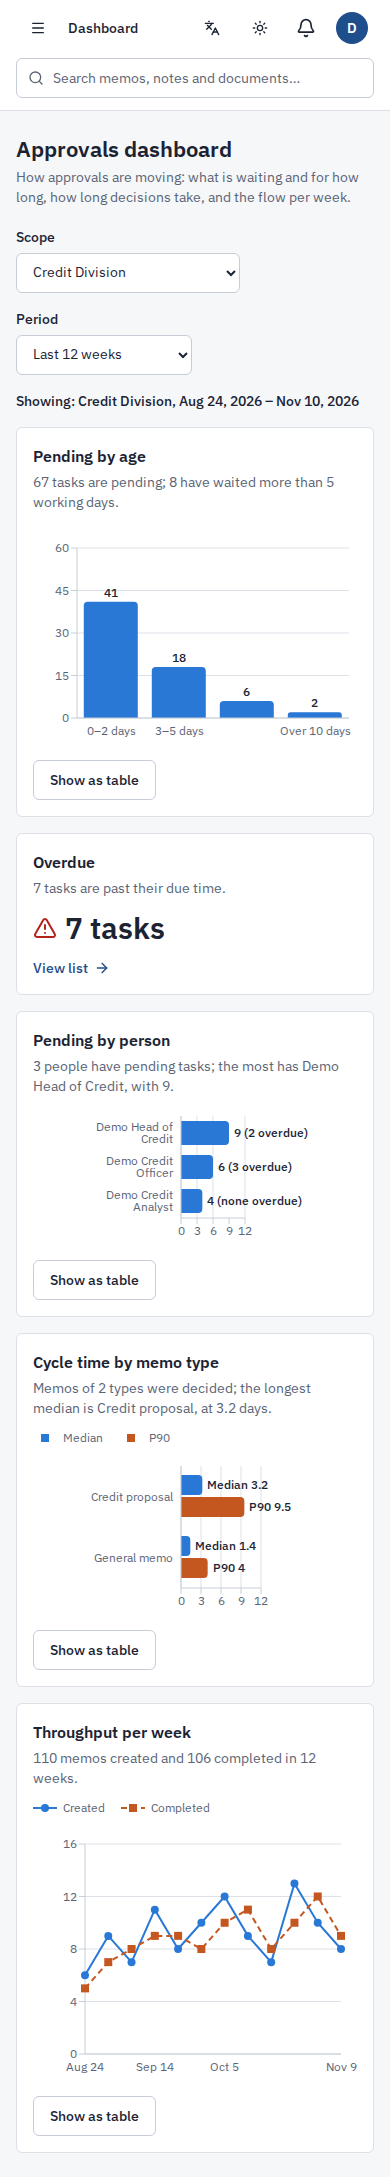 Dashboard
D
Search memos, notes and documents...
Approvals dashboard
How approvals are moving: what is waiting and for how
long, how long decisions take, and the flow per week.
Scope
Credit Division
Period
Last 12 weeks
Showing: Credit Division, Aug 24, 2026 – Nov 10, 2026
Pending by age
67 tasks are pending; 8 have waited more than 5
working days.
60
45
30
15
0
41
18
6
2
0–2 days
3–5 days
Over 10 days
Show as table
Overdue
7 tasks are past their due time.
7 tasks
View list
Pending by person
3 people have pending tasks; the most has Demo
Head of Credit, with 9.
Demo Head of
Credit
9 (2 overdue)
Demo Credit
Officer
6 (3 overdue)
Demo Credit
Analyst
4 (none overdue)
0 3 6 9 12
Show as table
Cycle time by memo type
Memos of 2 types were decided; the longest
median is Credit proposal, at 3.2 days.
Median P90
Credit proposal
Median 3.2
P90 9.5
General memo
Median 1.4
P90 4
0 3 6 9 12
Show as table
Throughput per week
110 memos created and 106 completed in 12
weeks.
Created Completed
16
12
8
4
0
Aug 24 Sep 14 Oct 5 Nov 9
Show as table